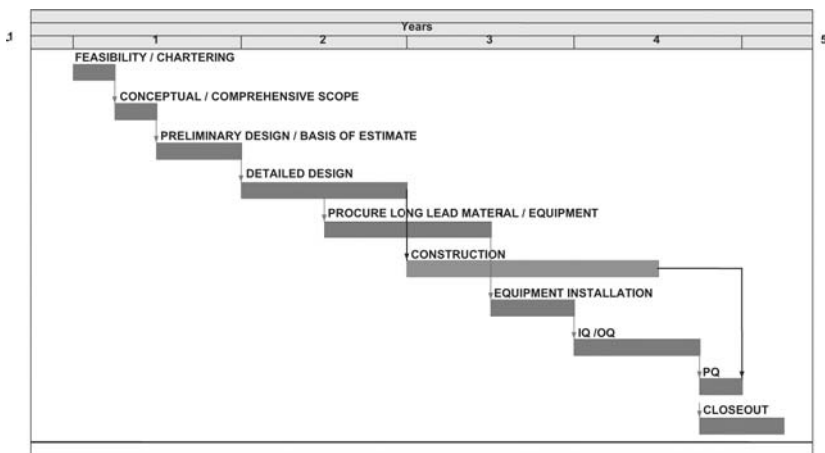 Years
-1 1 2 3 4 5
FEASIBILITY / CHARTERING
CONCEPTUAL / COMPREHENSIVE SCOPE
PRELIMINARY DESIGN / BASIS OF ESTIMATE
DETAILED DESIGN
PROCURE LONG LEAD MATERIAL / EQUIPMENT
CONSTRUCTION
EQUIPMENT INSTALLATION
IQ /OQ
PQ
CLOSEOUT